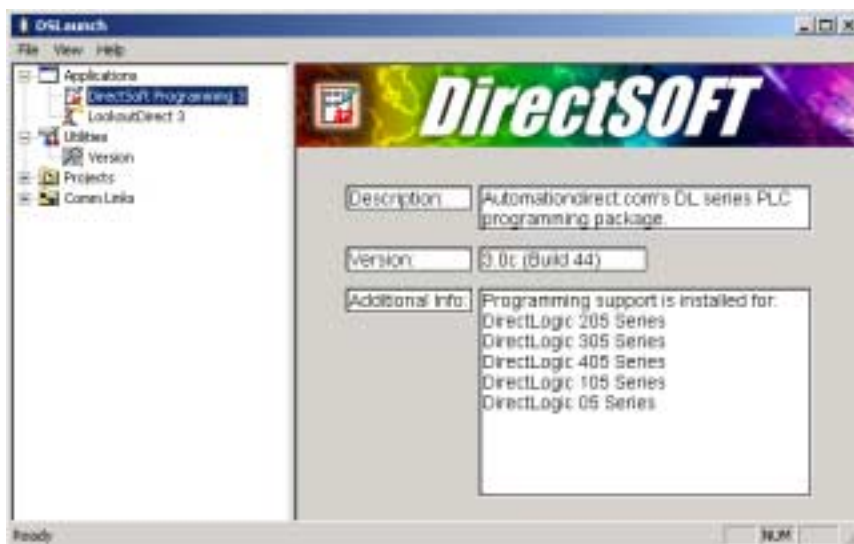 DSLaunch
File View Help
Applications
DirectSoft Programming 3
LookoutDirect 3
Utilities
Version
Projects
Comm Links
DirectSOFT
Description:
Automationdirect.com's DL series PLC
programming package.
Version:
3.0c (Build 44)
Additional Info:
Programming support is installed for:
DirectLogic 205 Series
DirectLogic 305 Series
DirectLogic 405 Series
DirectLogic 105 Series
DirectLogic 05 Series
Ready
NUM